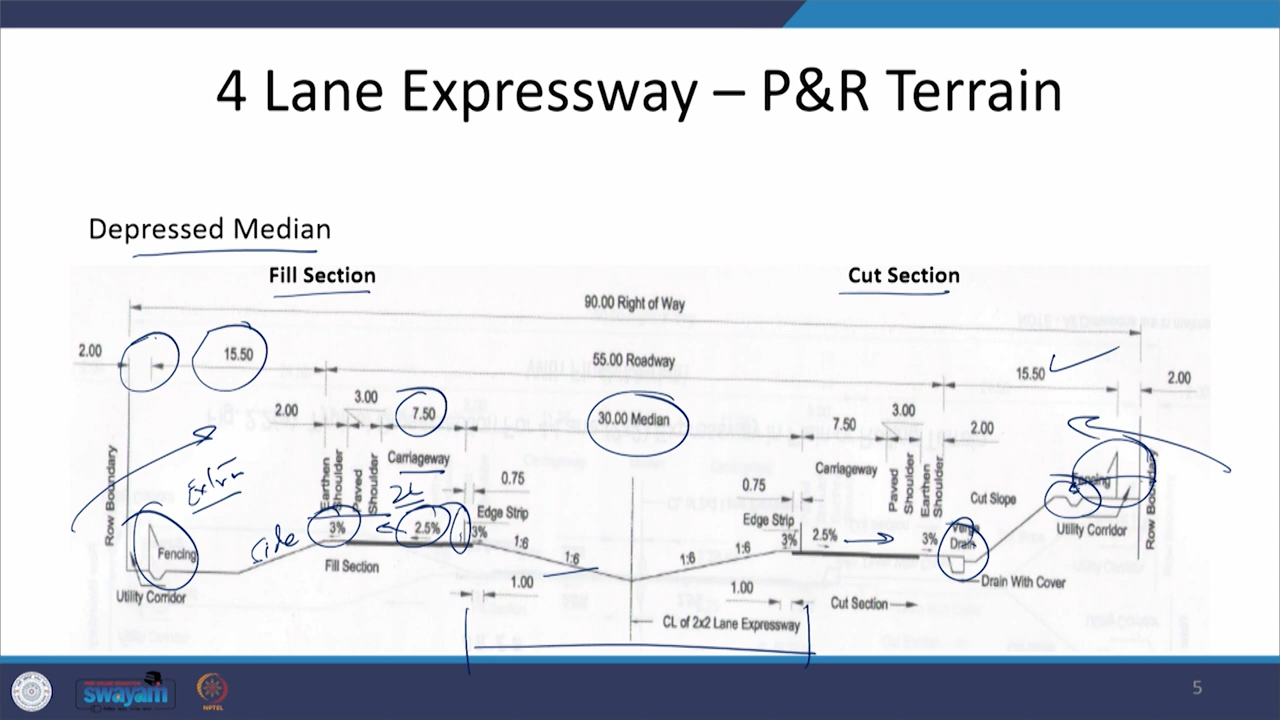 4 Lane Expressway – P&R Terrain
Depressed Median
Fill Section
Cut Section
90.00 Right of Way
2.00
15.50
55.00 Roadway
15.50
2.00
2.00
3.00
7.50
30.00 Median
7.50
3.00
2.00
Row Boundary
Earthen Shoulder
Paved Shoulder
Carriageway
0.75
Edge Strip
0.75
Edge Strip
Carriageway
Paved Shoulder
Earthen Shoulder
Cut Slope
Fencing
Row Boundary
Extra
Side
2L
3%
2.5%
3%
1:6
1:6
1:6
1:6
3%
2.5%
3%
Drain
Utility Corridor
Fencing
Fill Section
Utility Corridor
1.00
1.00
Cut Section
Drain With Cover
CL of 2x2 Lane Expressway
swayam
NPTEL
5